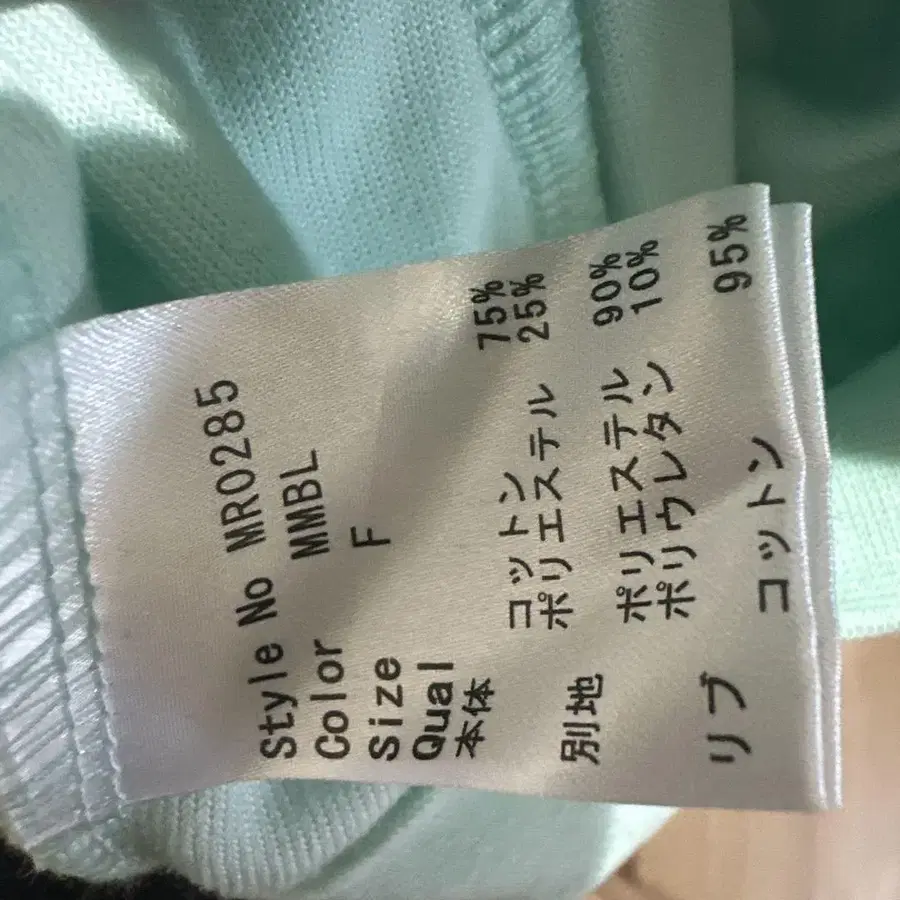 Style No MR0285
Color MMBL
Size F
Qual
本体 コットン 75%
ポリエステル 25%
別地 ポリエステル 90%
ポリウレタン 10%
リブ コットン 95%